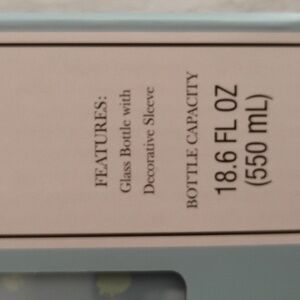 FEATURES:
Glass Bottle with
Decorative Sleeve
BOTTLE CAPACITY
18.6 FL OZ
(550 mL)